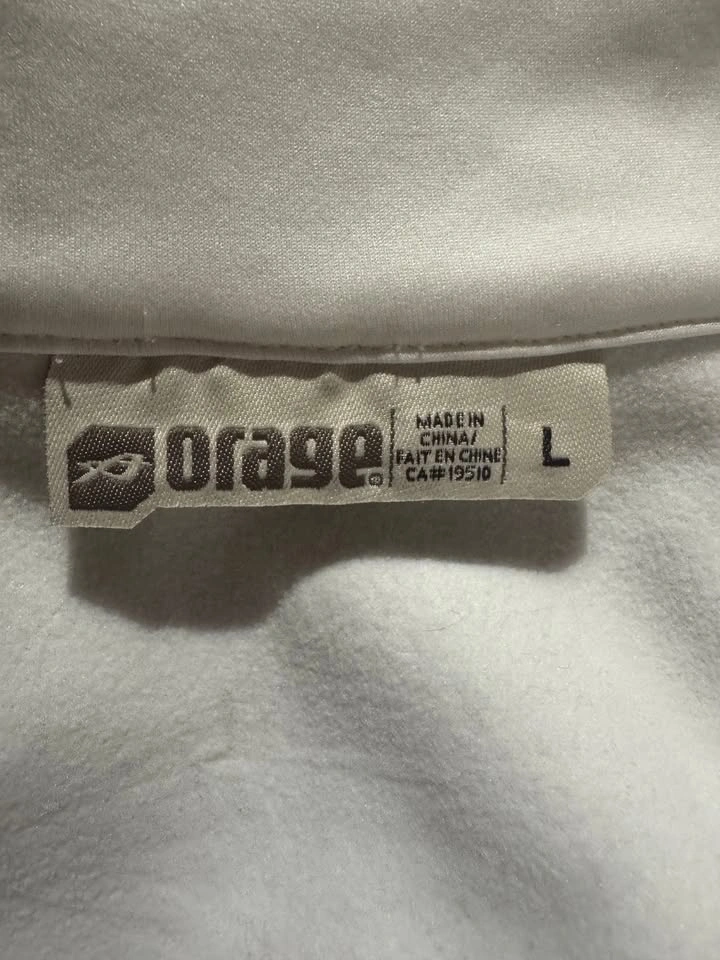 orage®
MADE IN
CHINA/
FAIT EN CHINE
CA#19510
L